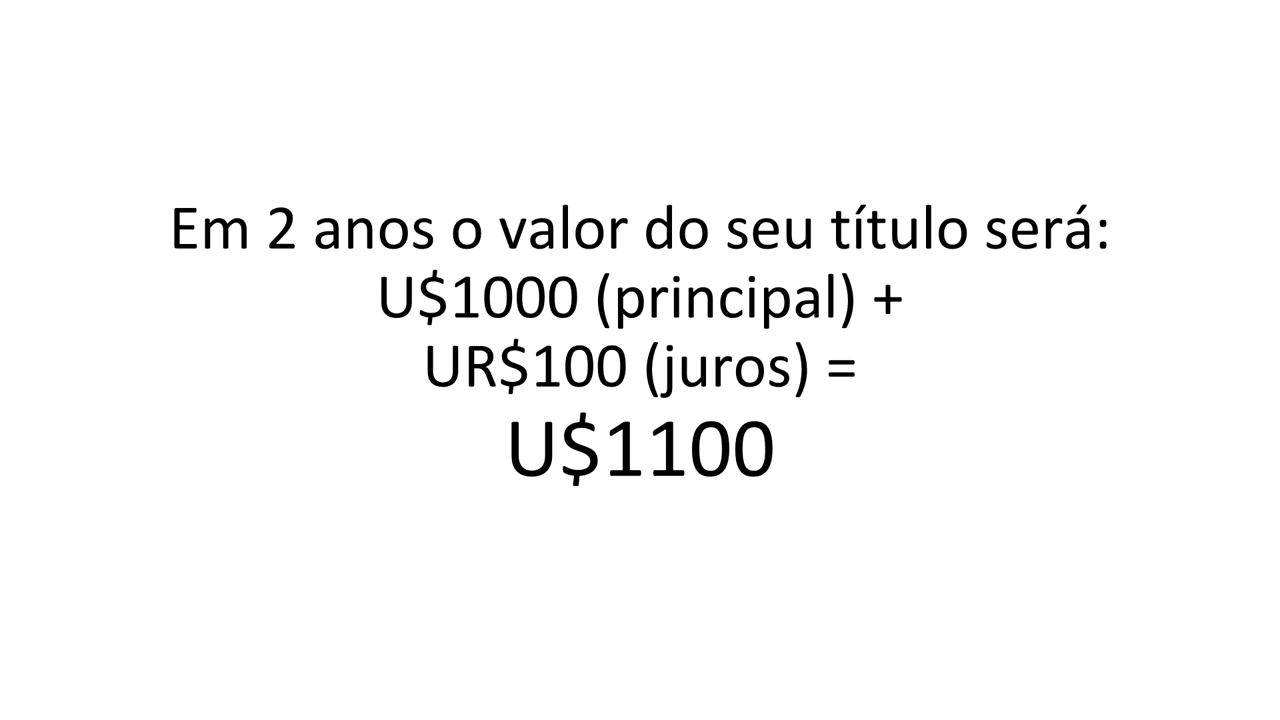 Em 2 anos o valor do seu título será:
U$1000 (principal) +
UR$100 (juros) =
U$1100